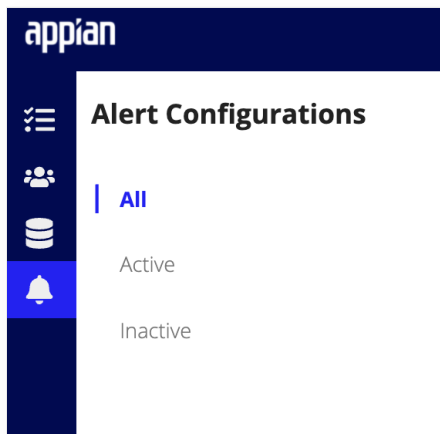 appian
Alert Configurations
All
Active
Inactive